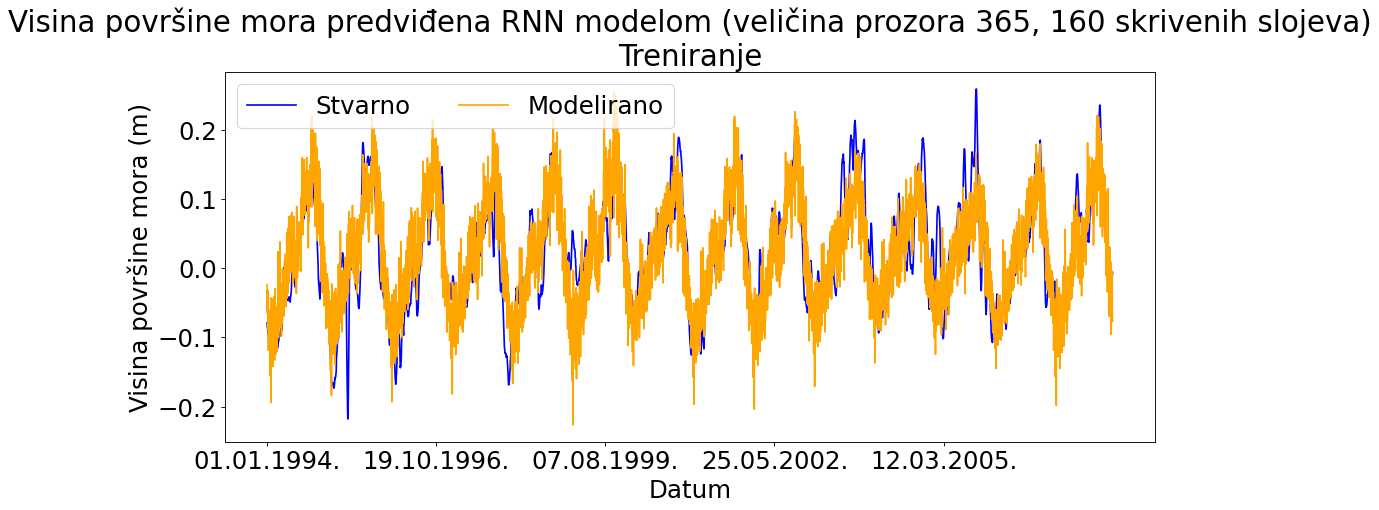 Visina površine mora predviđena RNN modelom (veličina prozora 365, 160 skrivenih slojeva)
Treniranje
Stvarno
Modelirano
Visina površine mora (m)
0.2
0.1
0.0
−0.1
−0.2
01.01.1994.
19.10.1996.
07.08.1999.
25.05.2002.
12.03.2005.
Datum